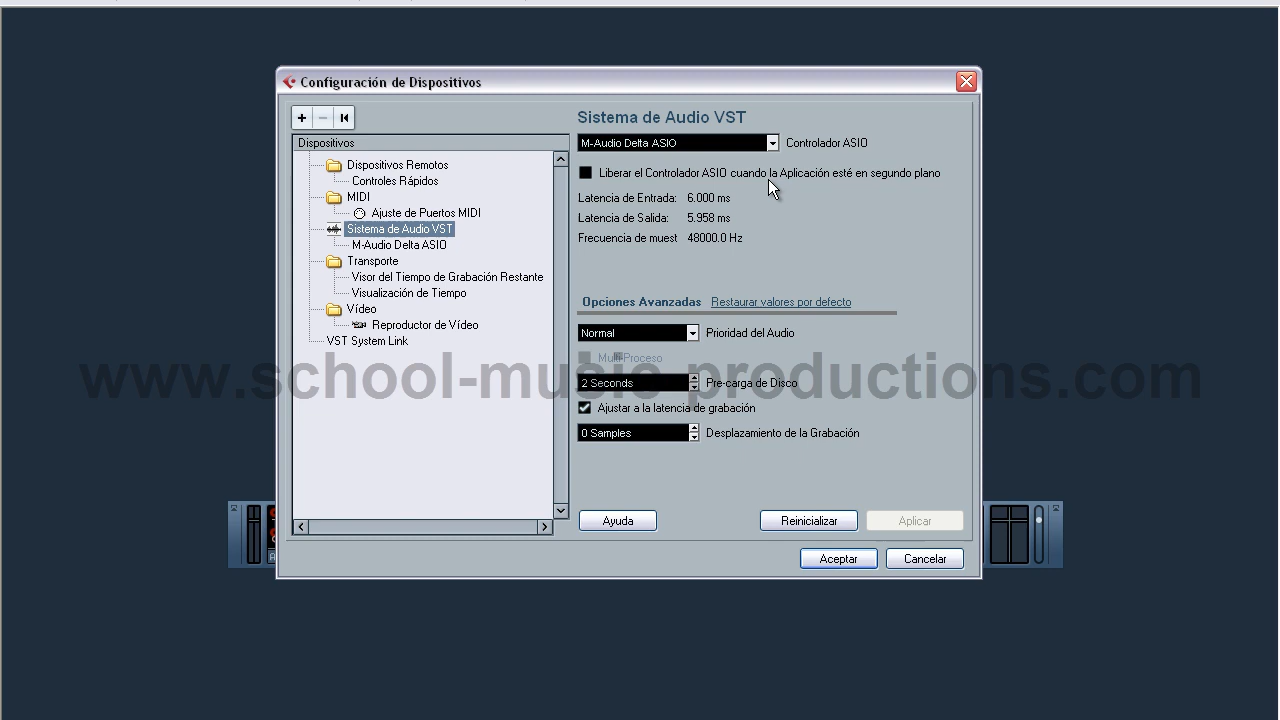 Configuración de Dispositivos
Dispositivos
Dispositivos Remotos
Controles Rápidos
MIDI
Ajuste de Puertos MIDI
Sistema de Audio VST
M-Audio Delta ASIO
Transporte
Visor del Tiempo de Grabación Restante
Visualización de Tiempo
Vídeo
Reproductor de Vídeo
VST System Link
Sistema de Audio VST
M-Audio Delta ASIO Controlador ASIO
Liberar el Controlador ASIO cuando la Aplicación esté en segundo plano
Latencia de Entrada: 6.000 ms
Latencia de Salida: 5.958 ms
Frecuencia de muest 48000.0 Hz
Opciones Avanzadas Restaurar valores por defecto
Normal Prioridad del Audio
Multi Proceso
2 Seconds Pre-carga de Disco
Ajustar a la latencia de grabación
0 Samples Desplazamiento de la Grabación
Ayuda Reinicializar Aplicar
Aceptar Cancelar
www.school-music-productions.com